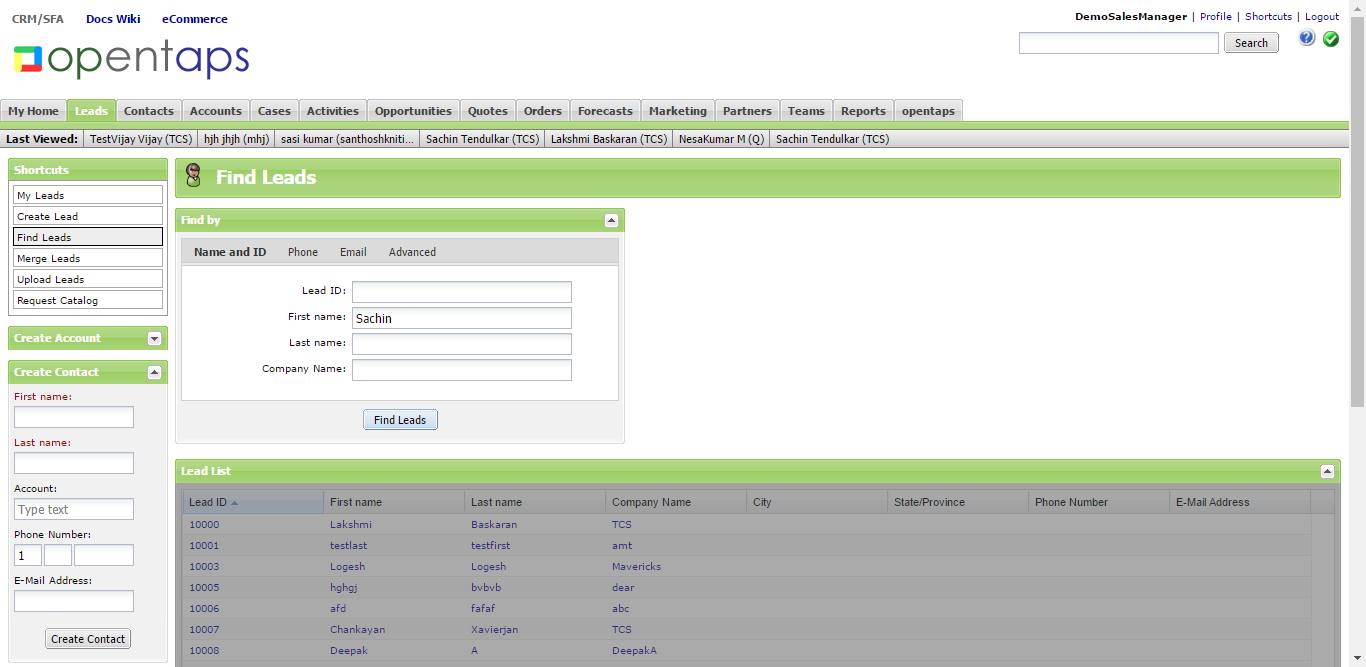 CRM/SFA Docs Wiki eCommerce
DemoSalesManager | Profile | Shortcuts | Logout
opentaps
Search
My Home Leads Contacts Accounts Cases Activities Opportunities Quotes Orders Forecasts Marketing Partners Teams Reports opentaps
Last Viewed: TestVijay Vijay (TCS) hjh jhjh (mhj) sasi kumar (santhoshkniti... Sachin Tendulkar (TCS) Lakshmi Baskaran (TCS) NesaKumar M (Q) Sachin Tendulkar (TCS)
Shortcuts
My Leads
Create Lead
Find Leads
Merge Leads
Upload Leads
Request Catalog
Create Account
Create Contact
First name:
Last name:
Account:
Type text
Phone Number:
1
E-Mail Address:
Create Contact
Find Leads
Find by
Name and ID Phone Email Advanced
Lead ID:
First name: Sachin
Last name:
Company Name:
Find Leads
Lead List
Lead ID First name Last name Company Name City State/Province Phone Number E-Mail Address
10000 Lakshmi Baskaran TCS
10001 testlast testfirst amt
10003 Logesh Logesh Mavericks
10005 hghgj bvbvb dear
10006 afd fafaf abc
10007 Chankayan Xavierjan TCS
10008 Deepak A DeepakA